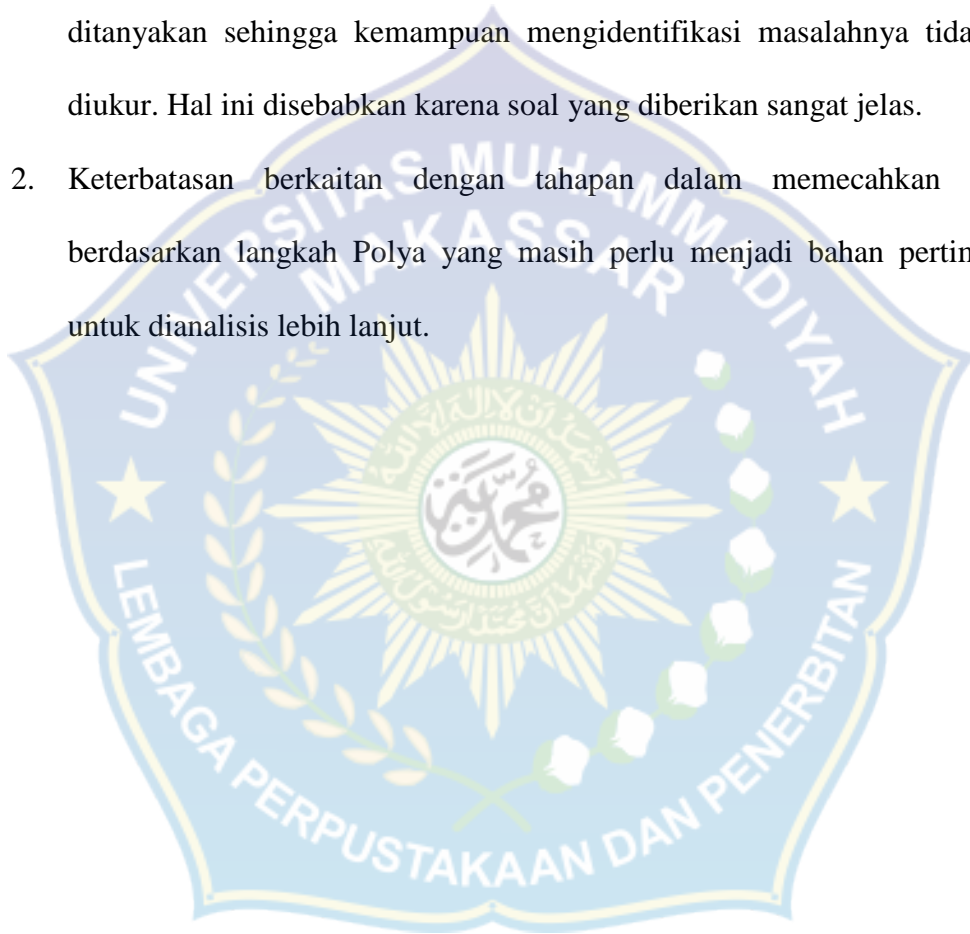 ditanyakan sehingga kemampuan mengidentifikasi masalahnya tida
diukur. Hal ini disebabkan karena soal yang diberikan sangat jelas.
2. Keterbatasan berkaitan dengan tahapan dalam memecahkan
berdasarkan langkah Polya yang masih perlu menjadi bahan pertim
untuk dianalisis lebih lanjut.
UNIVERSITAS MUHAMMADIYAH
MAKASSAR
LEMBAGA PERPUSTAKAAN DAN PENERBITAN